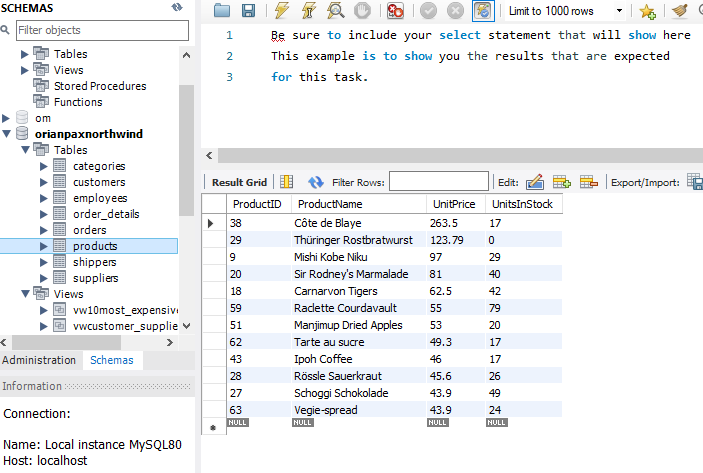 SCHEMAS
Filter objects
Tables
Views
Stored Procedures
Functions
om
orianpaxnorthwind
Tables
categories
customers
employees
order_details
orders
products
shippers
suppliers
Views
vw10most_expensive
vwcustomer_supplie
Administration Schemas
Information
Connection:
Name: Local instance MySQL80
Host: localhost
Limit to 1000 rows
1 Be sure to include your select statement that will show here
2 This example is to show you the results that are expected
3 for this task.
Result Grid Filter Rows: Edit: Export/Import:
ProductID ProductName UnitPrice UnitsInStock
38 Côte de Blaye 263.5 17
29 Thüringer Rostbratwurst 123.79 0
9 Mishi Kobe Niku 97 29
20 Sir Rodney's Marmalade 81 40
18 Carnarvon Tigers 62.5 42
59 Raclette Courdavault 55 79
51 Manjimup Dried Apples 53 20
62 Tarte au sucre 49.3 17
43 Ipoh Coffee 46 17
28 Rössle Sauerkraut 45.6 26
27 Schoggi Schokolade 43.9 49
63 Vegie-spread 43.9 24
NULL NULL NULL NULL